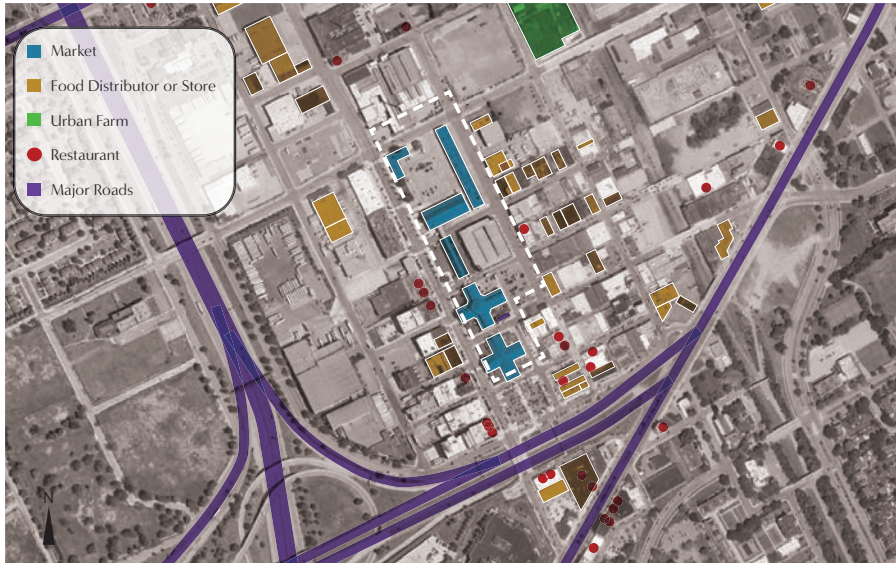 Market
Food Distributor or Store
Urban Farm
Restaurant
Major Roads
N